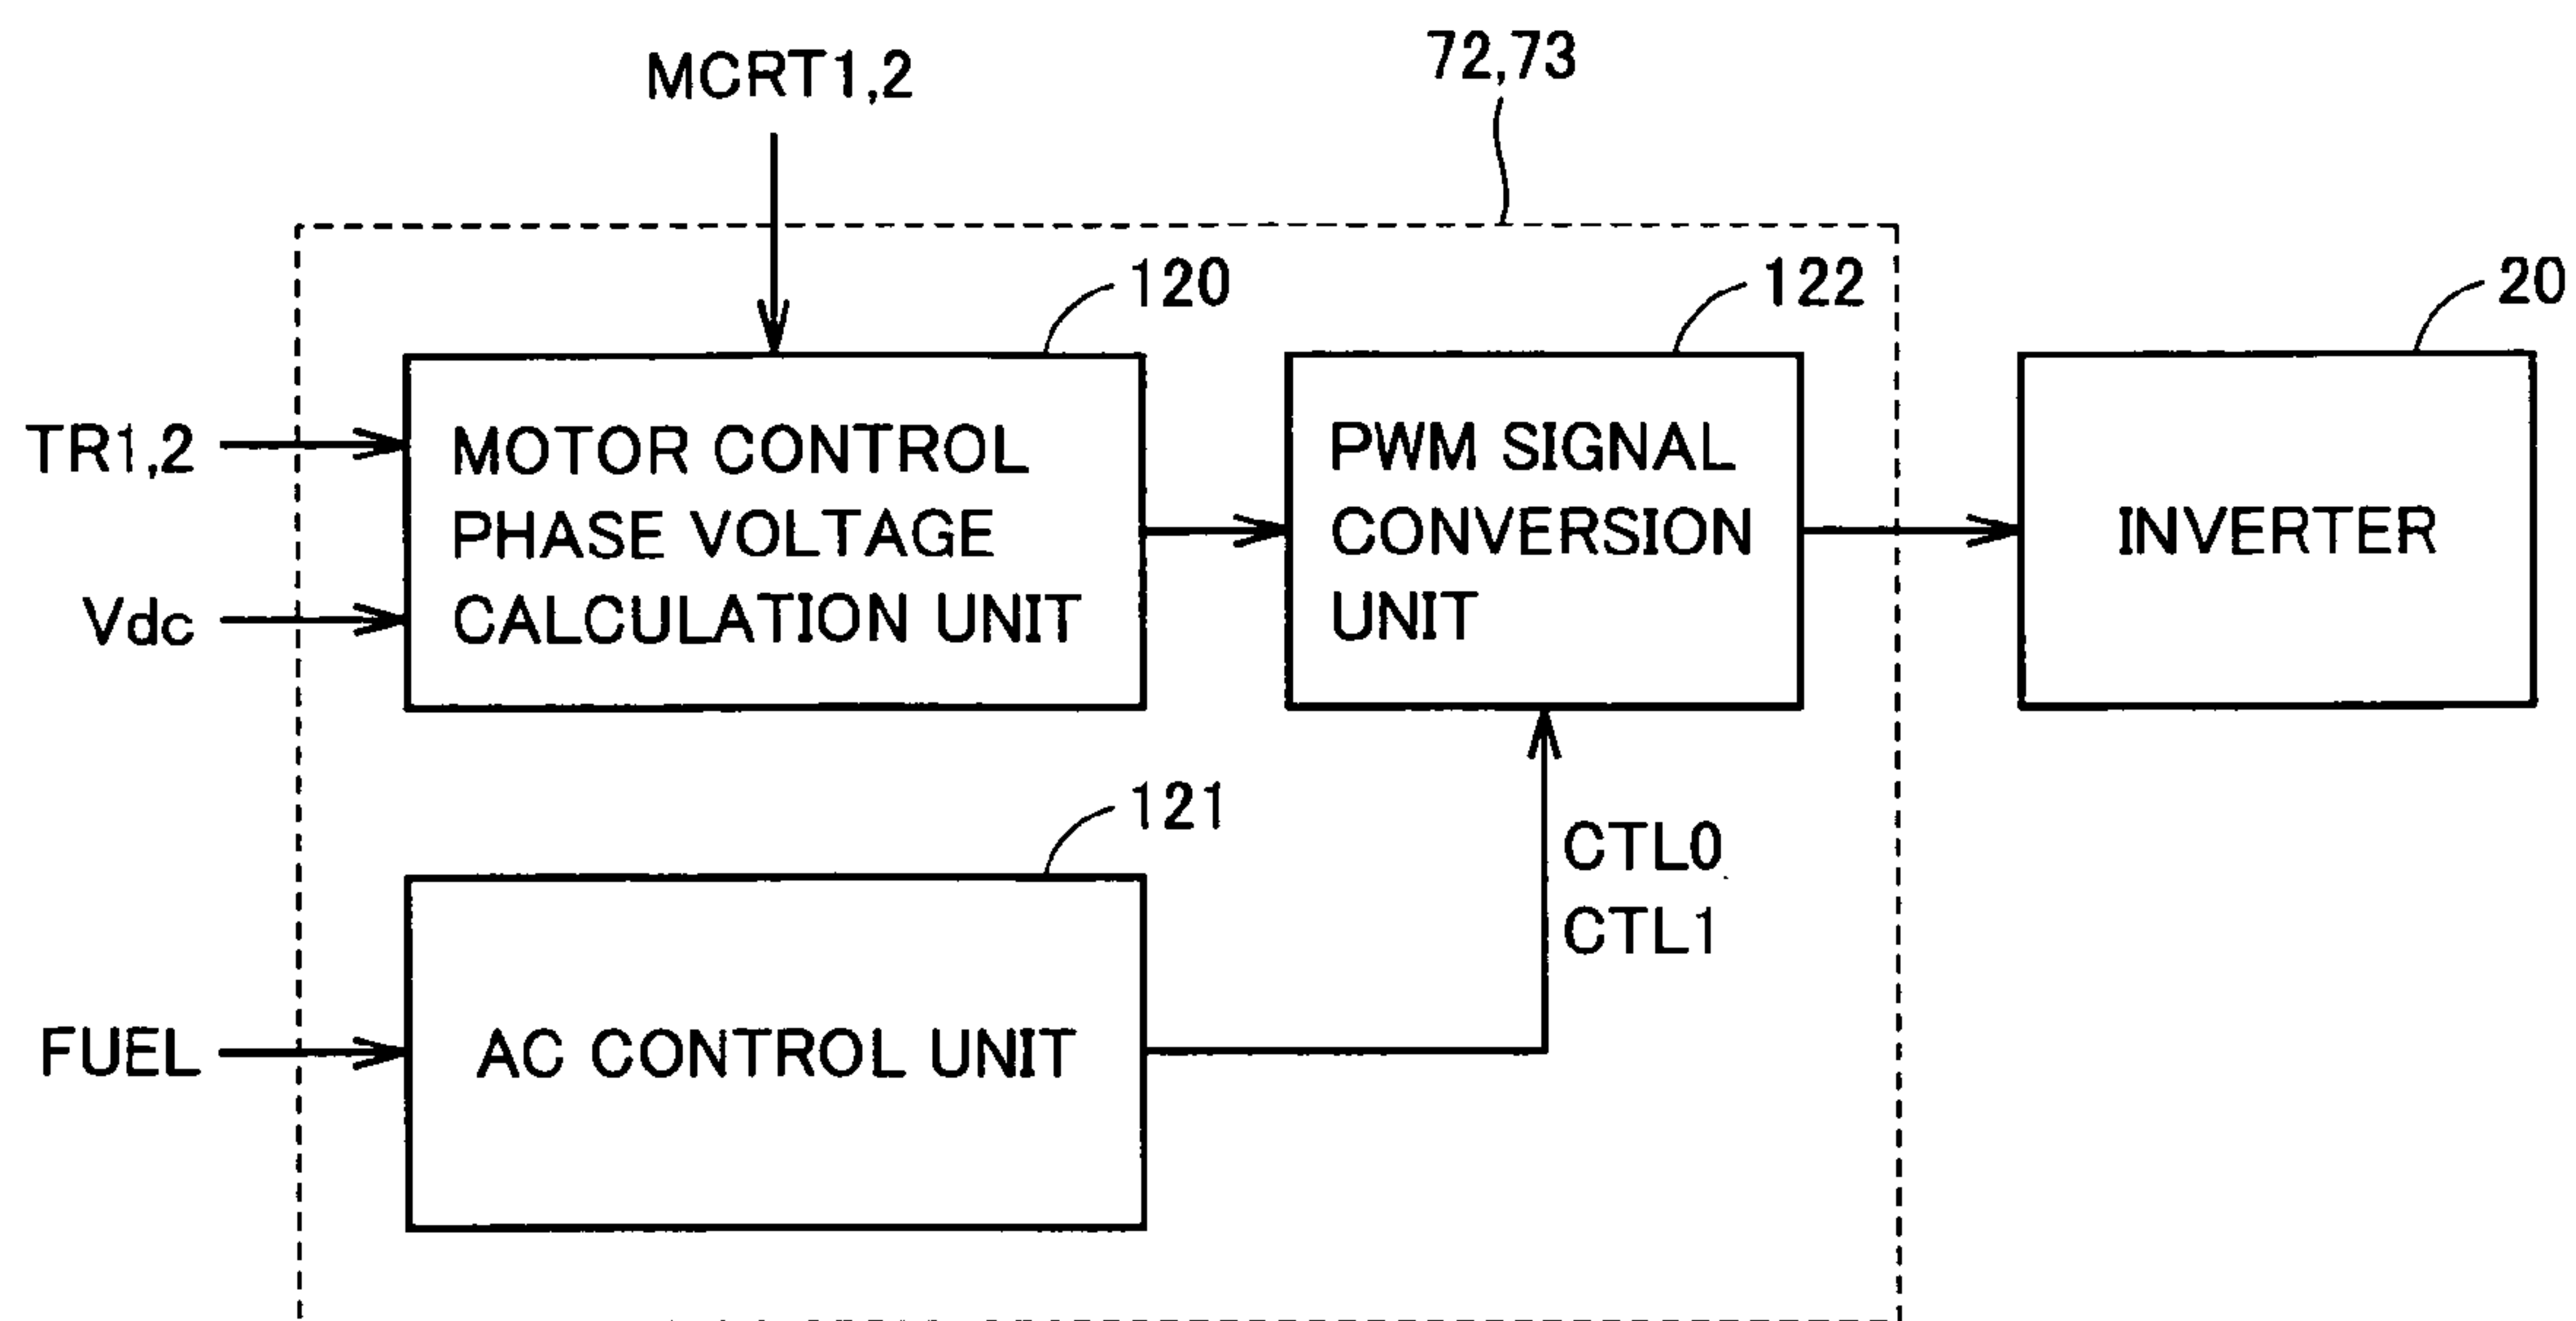 MCRT1,2
72,73
120
122
20
TR1,2
Vdc
MOTOR CONTROL
PHASE VOLTAGE
CALCULATION UNIT
PWM SIGNAL
CONVERSION
UNIT
INVERTER
121
CTL0
CTL1
FUEL
AC CONTROL UNIT